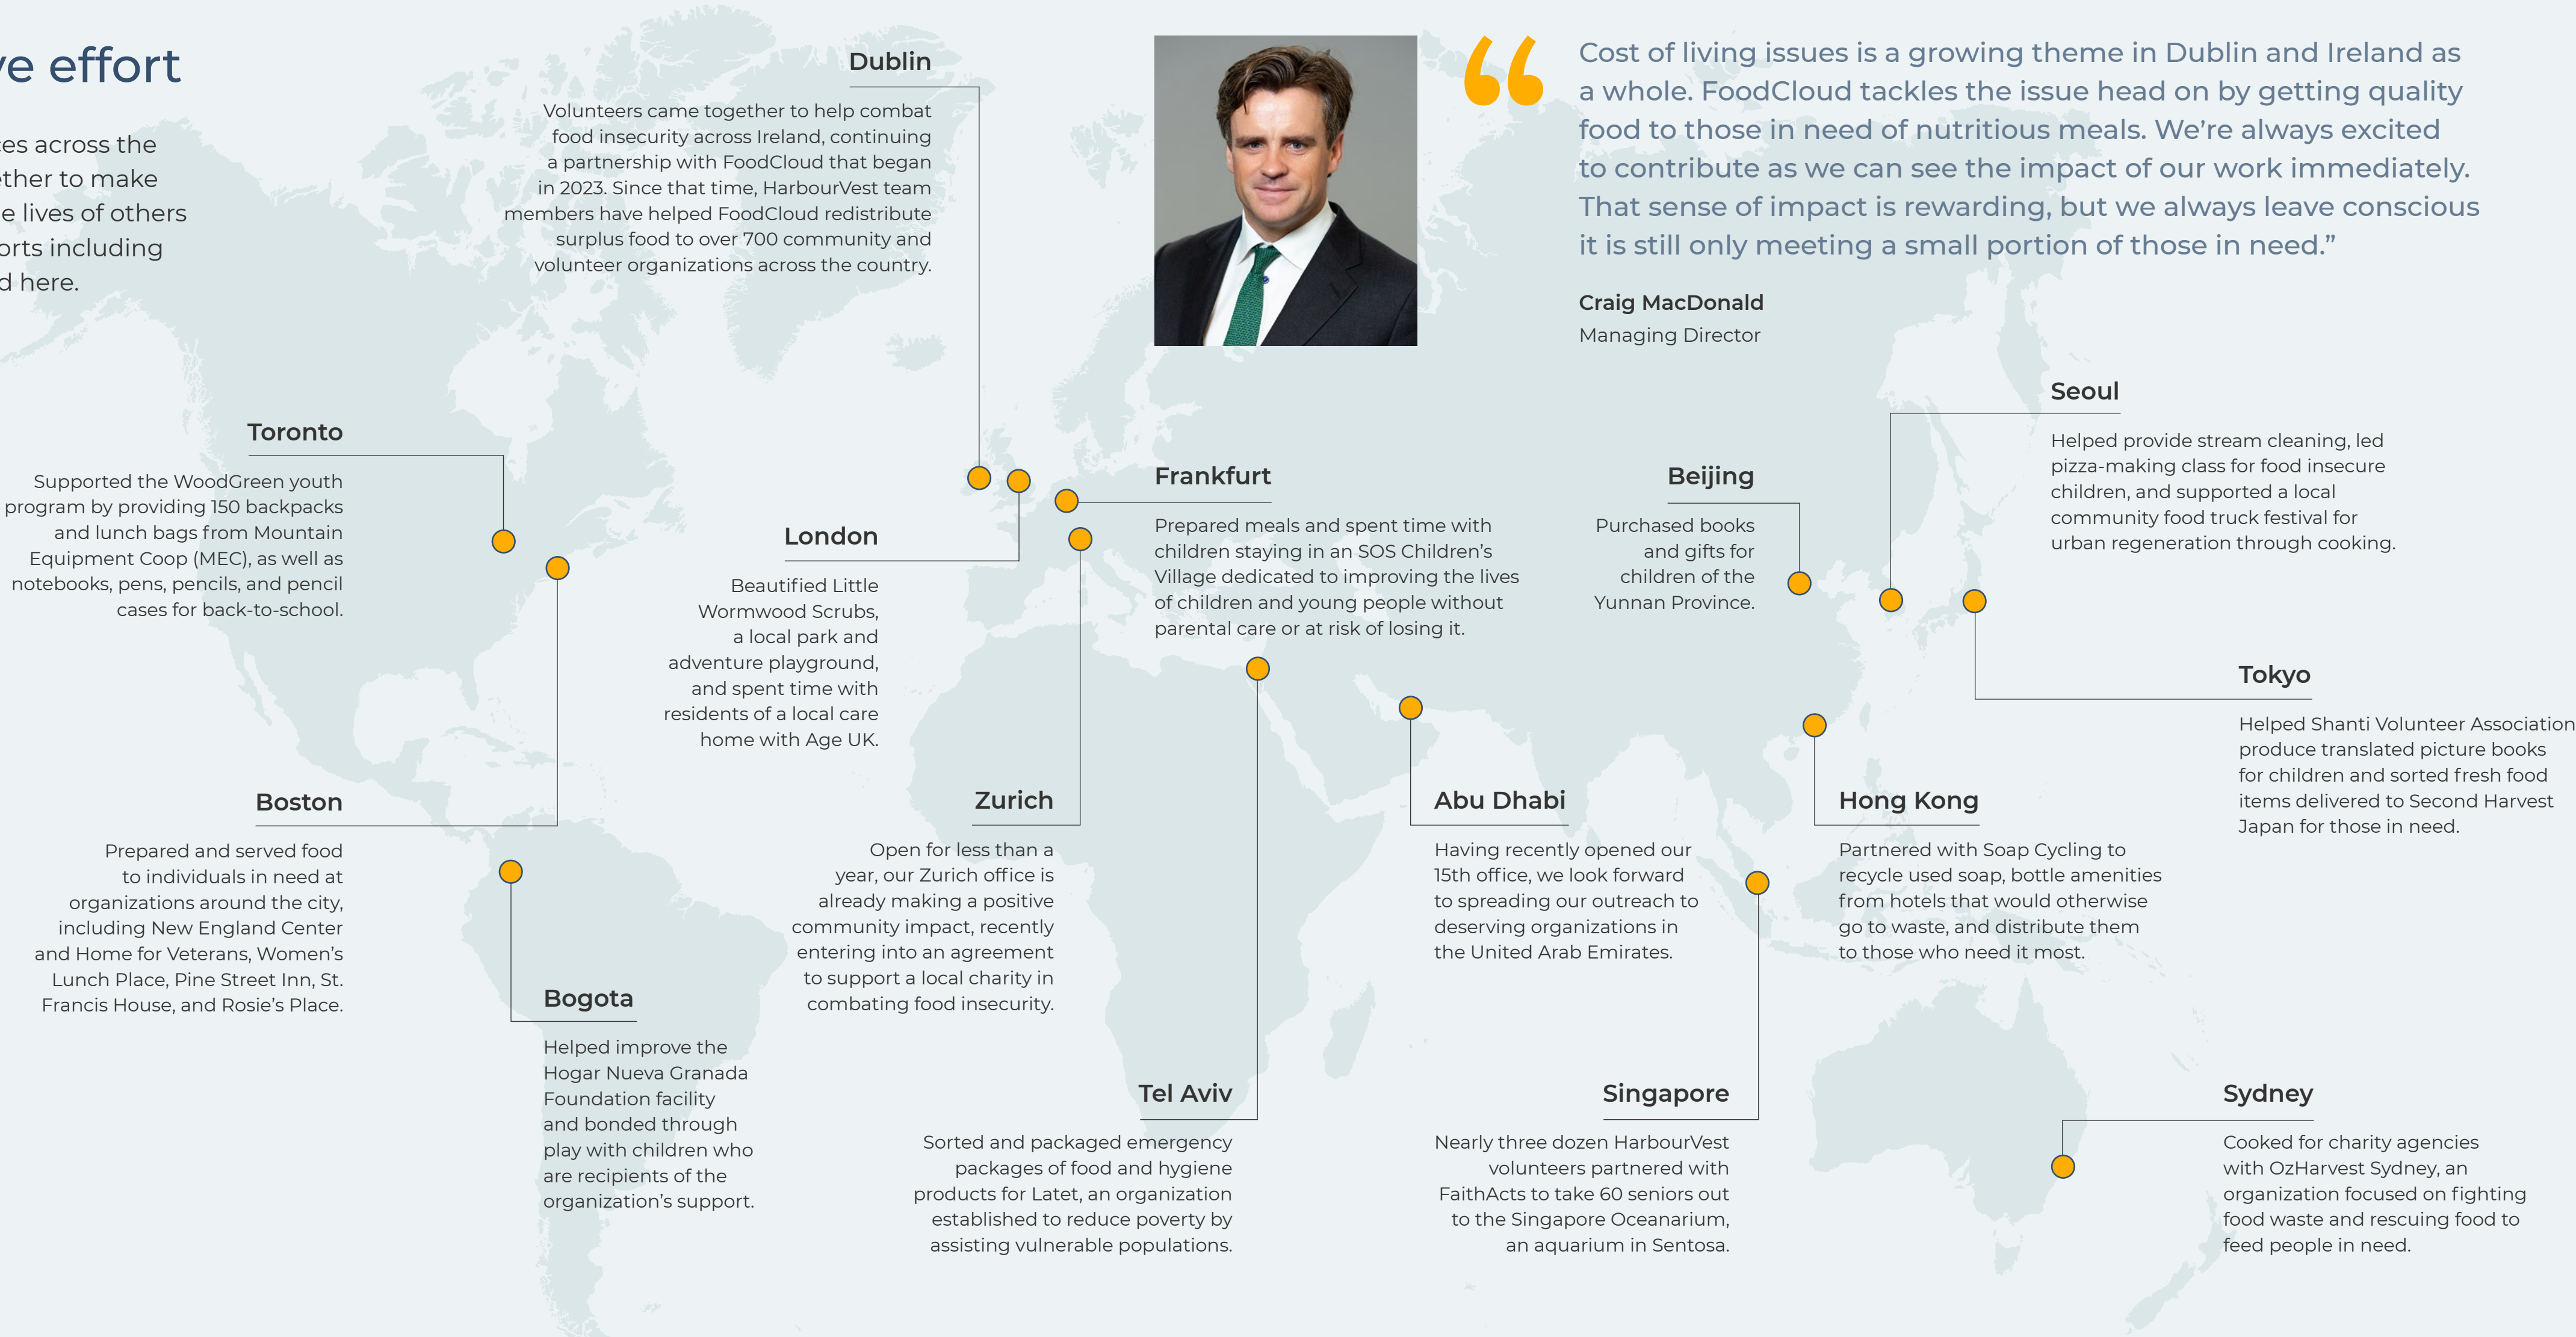 ve effort
ces across the
ether to make
e lives of others
orts including
d here.
Dublin
Volunteers came together to help combat
food insecurity across Ireland, continuing
a partnership with FoodCloud that began
in 2023. Since that time, HarbourVest team
members have helped FoodCloud redistribute
surplus food to over 700 community and
volunteer organizations across the country.
“
Cost of living issues is a growing theme in Dublin and Ireland as
a whole. FoodCloud tackles the issue head on by getting quality
food to those in need of nutritious meals. We’re always excited
to contribute as we can see the impact of our work immediately.
That sense of impact is rewarding, but we always leave conscious
it is still only meeting a small portion of those in need.”
Craig MacDonald
Managing Director
Toronto
Supported the WoodGreen youth
program by providing 150 backpacks
and lunch bags from Mountain
Equipment Coop (MEC), as well as
notebooks, pens, pencils, and pencil
cases for back-to-school.
London
Beautified Little
Wormwood Scrubs,
a local park and
adventure playground,
and spent time with
residents of a local care
home with Age UK.
Frankfurt
Prepared meals and spent time with
children staying in an SOS Children’s
Village dedicated to improving the lives
of children and young people without
parental care or at risk of losing it.
Beijing
Purchased books
and gifts for
children of the
Yunnan Province.
Seoul
Helped provide stream cleaning, led
pizza-making class for food insecure
children, and supported a local
community food truck festival for
urban regeneration through cooking.
Tokyo
Helped Shanti Volunteer Association
produce translated picture books
for children and sorted fresh food
items delivered to Second Harvest
Japan for those in need.
Boston
Prepared and served food
to individuals in need at
organizations around the city,
including New England Center
and Home for Veterans, Women’s
Lunch Place, Pine Street Inn, St.
Francis House, and Rosie’s Place.
Bogota
Helped improve the
Hogar Nueva Granada
Foundation facility
and bonded through
play with children who
are recipients of the
organization’s support.
Zurich
Open for less than a
year, our Zurich office is
already making a positive
community impact, recently
entering into an agreement
to support a local charity in
combating food insecurity.
Abu Dhabi
Having recently opened our
15th office, we look forward
to spreading our outreach to
deserving organizations in
the United Arab Emirates.
Hong Kong
Partnered with Soap Cycling to
recycle used soap, bottle amenities
from hotels that would otherwise
go to waste, and distribute them
to those who need it most.
Tel Aviv
Sorted and packaged emergency
packages of food and hygiene
products for Latet, an organization
established to reduce poverty by
assisting vulnerable populations.
Singapore
Nearly three dozen HarbourVest
volunteers partnered with
FaithActs to take 60 seniors out
to the Singapore Oceanarium,
an aquarium in Sentosa.
Sydney
Cooked for charity agencies
with OzHarvest Sydney, an
organization focused on fighting
food waste and rescuing food to
feed people in need.